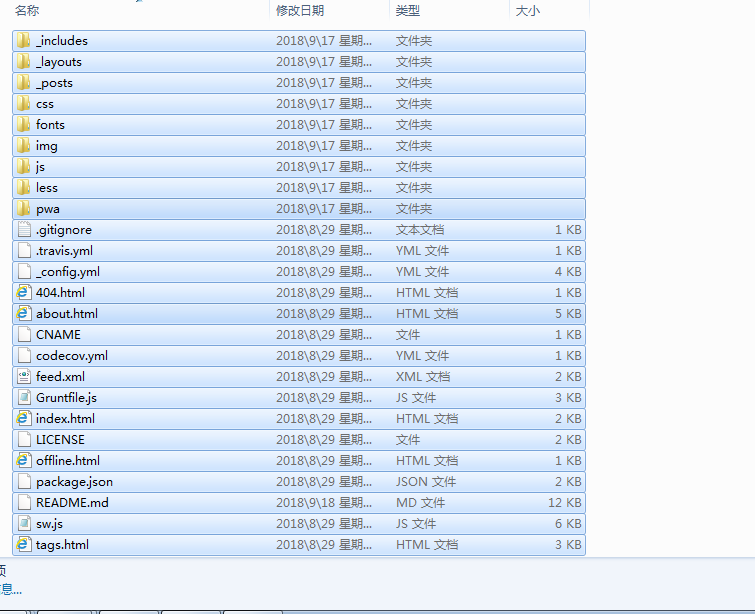 名称 修改日期 类型 大小
_includes 2018\9\17 星期... 文件夹
_layouts 2018\9\17 星期... 文件夹
_posts 2018\9\17 星期... 文件夹
css 2018\9\17 星期... 文件夹
fonts 2018\9\17 星期... 文件夹
img 2018\9\17 星期... 文件夹
js 2018\9\17 星期... 文件夹
less 2018\9\17 星期... 文件夹
pwa 2018\9\17 星期... 文件夹
.gitignore 2018\8\29 星期... 文本文档 1 KB
.travis.yml 2018\8\29 星期... YML 文件 1 KB
_config.yml 2018\8\29 星期... YML 文件 4 KB
404.html 2018\8\29 星期... HTML 文档 1 KB
about.html 2018\8\29 星期... HTML 文档 5 KB
CNAME 2018\8\29 星期... 文件 1 KB
codecov.yml 2018\8\29 星期... YML 文件 1 KB
feed.xml 2018\8\29 星期... XML 文档 2 KB
Gruntfile.js 2018\8\29 星期... JS 文件 3 KB
index.html 2018\8\29 星期... HTML 文档 2 KB
LICENSE 2018\8\29 星期... 文件 2 KB
offline.html 2018\8\29 星期... HTML 文档 1 KB
package.json 2018\8\29 星期... JSON 文件 2 KB
README.md 2018\9\18 星期... MD 文件 12 KB
sw.js 2018\8\29 星期... JS 文件 6 KB
tags.html 2018\8\29 星期... HTML 文档 3 KB
项
息...